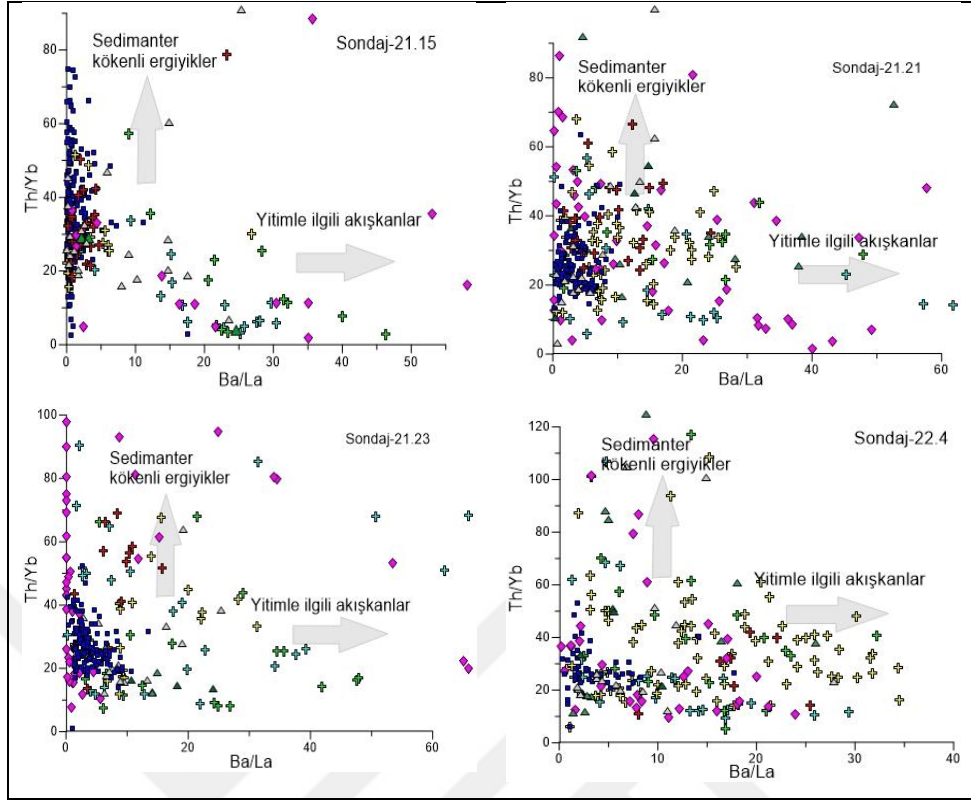 Sondaj-21.15
Sedimanter
kökenli ergiyikler
Yitimle ilgili akışkanlar
Th/Yb
80
60
40
20
0
0 10 20 30 40 50
Ba/La
Sondaj-21.21
Sedimanter
kökenli ergiyikler
Yitimle ilgili akışkanlar
Th/Yb
80
60
40
20
0
0 20 40 60
Ba/La
Sondaj-21.23
Sedimanter
kökenli ergiyikler
Yitimle ilgili akışkanlar
Th/Yb
100
80
60
40
20
0
0 20 40 60
Ba/La
Sondaj-22.4
Sedimanter
kökenli ergiyikler
Yitimle ilgili akışkanlar
Th/Yb
120
100
80
60
40
20
0
0 10 20 30 40
Ba/La